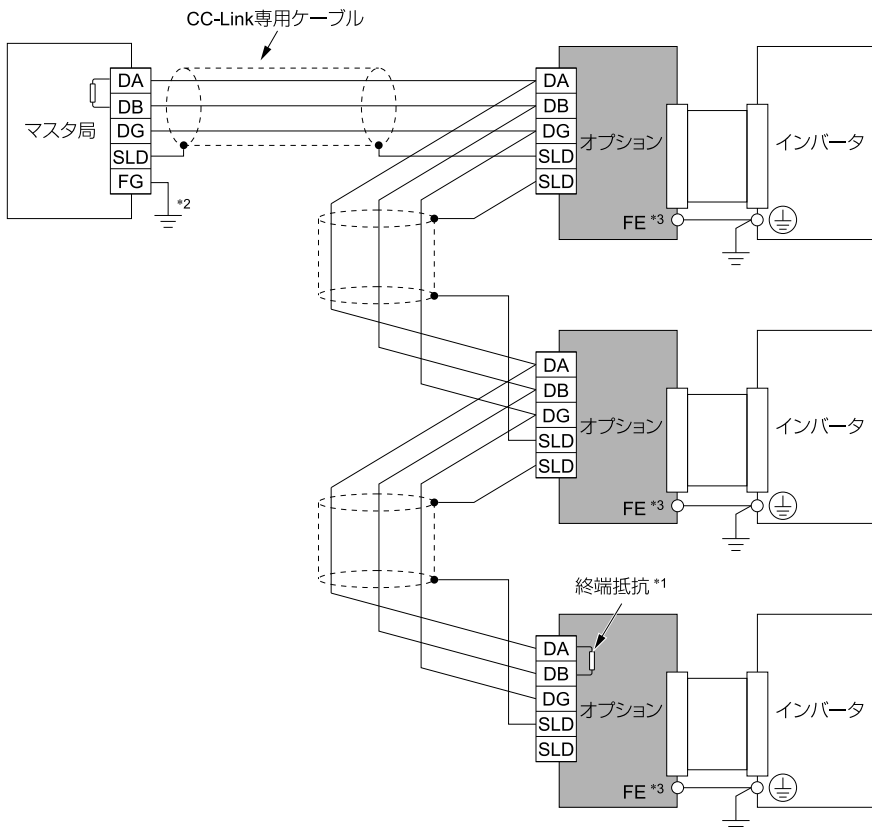 CC-Link専用ケーブル
マスタ局
DA
DB
DG
SLD
FG
*2
DA
DB
DG
SLD
SLD
オプション
インバータ
FE *3
DA
DB
DG
SLD
SLD
オプション
インバータ
FE *3
終端抵抗 *1
DA
DB
DG
SLD
SLD
オプション
インバータ
FE *3